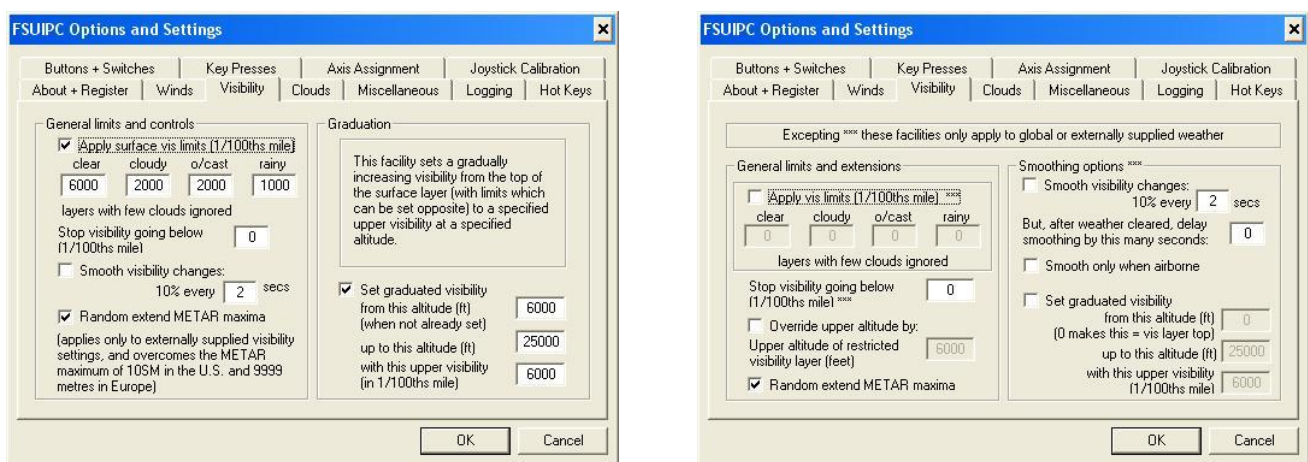 FSUIPC Options and Settings
Buttons + Switches Key Presses Axis Assignment Joystick Calibration
About + Register Winds Visibility Clouds Miscellaneous Logging Hot Keys
General limits and controls
Apply surface vis limits (1/100ths mile)
clear cloudy o/cast rainy
6000 2000 2000 1000
layers with few clouds ignored
Stop visibility going below 0
(1/100ths mile)
Smooth visibility changes:
10% every 2 secs
Random extend METAR maxima
(applies only to externally supplied visibility
settings, and overcomes the METAR
maximum of 10SM in the U.S. and 9999
metres in Europe)
Graduation
This facility sets a gradually
increasing visibility from the top of
the surface layer (with limits which
can be set opposite) to a specified
upper visibility at a specified
altitude.
Set graduated visibility
from this altitude (ft) 6000
(when not already set)
up to this altitude (ft) 25000
with this upper visibility 6000
(in 1/100ths mile)
OK Cancel
FSUIPC Options and Settings
Buttons + Switches Key Presses Axis Assignment Joystick Calibration
About + Register Winds Visibility Clouds Miscellaneous Logging Hot Keys
Excepting *** these facilities only apply to global or externally supplied weather
General limits and extensions
Apply vis limits (1/100ths mile) ***
clear cloudy o/cast rainy
0 0 0 0
layers with few clouds ignored
Stop visibility going below 0
(1/100ths mile) ***
Override upper altitude by:
Upper altitude of restricted 6000
visibility layer (feet)
Random extend METAR maxima
Smoothing options ***
Smooth visibility changes:
10% every 2 secs
But, after weather cleared, delay 0
smoothing by this many seconds:
Smooth only when airborne
Set graduated visibility
from this altitude (ft) 0
(0 makes this = vis layer top)
up to this altitude (ft) 25000
with this upper visibility 6000
(1/100ths mile)
OK Cancel